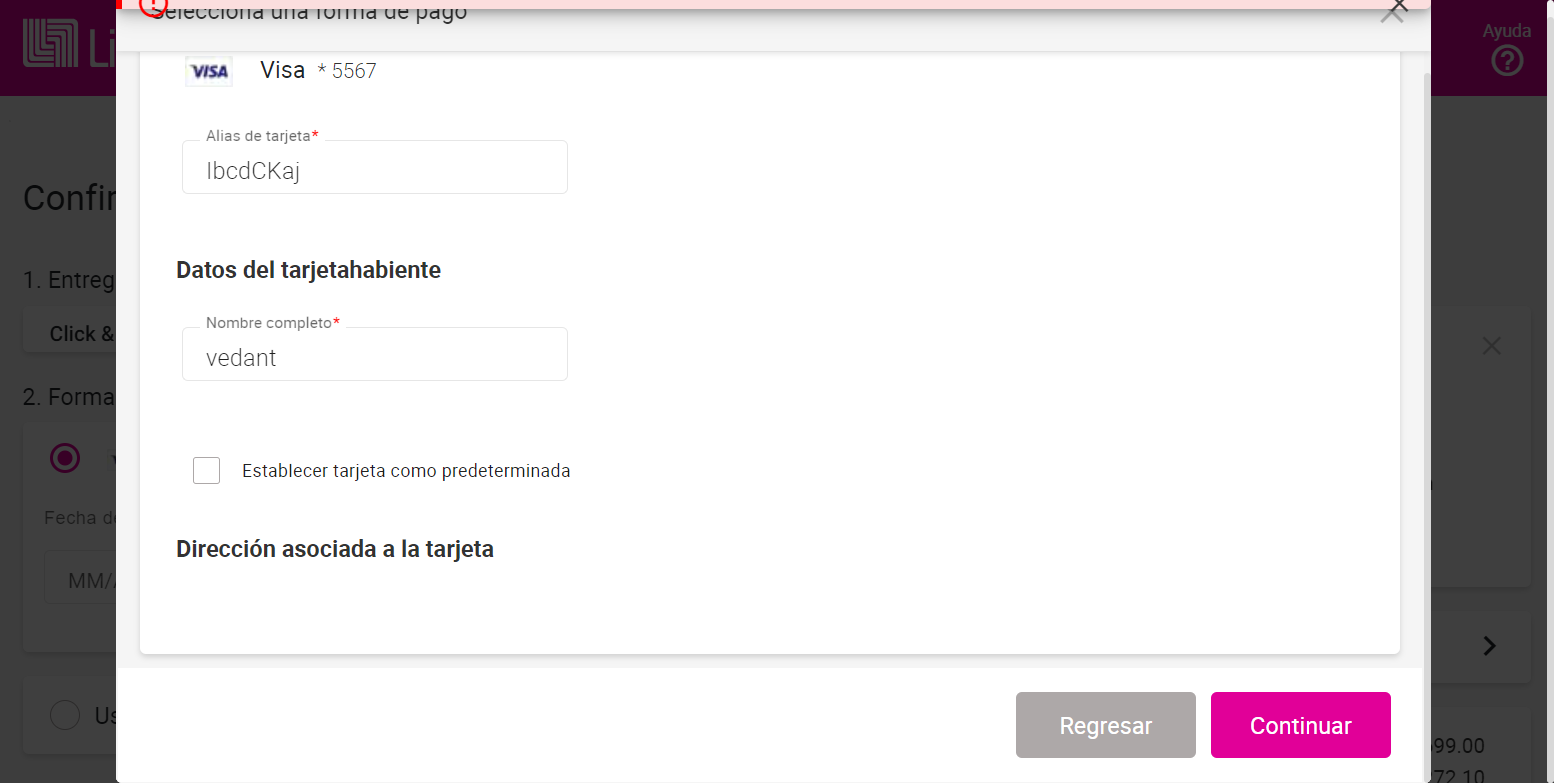 Selecciona una forma de pago
Li
Ayuda
VISA Visa * 5567
Alias de tarjeta*
IbcdCKaj
Confir
Datos del tarjetahabiente
1. Entreg
Nombre completo*
Click &
vedant
2. Forma
Establecer tarjeta como predeterminada
Fecha de
Dirección asociada a la tarjeta
MM/A
Us
Regresar
Continuar
99.00
72.10